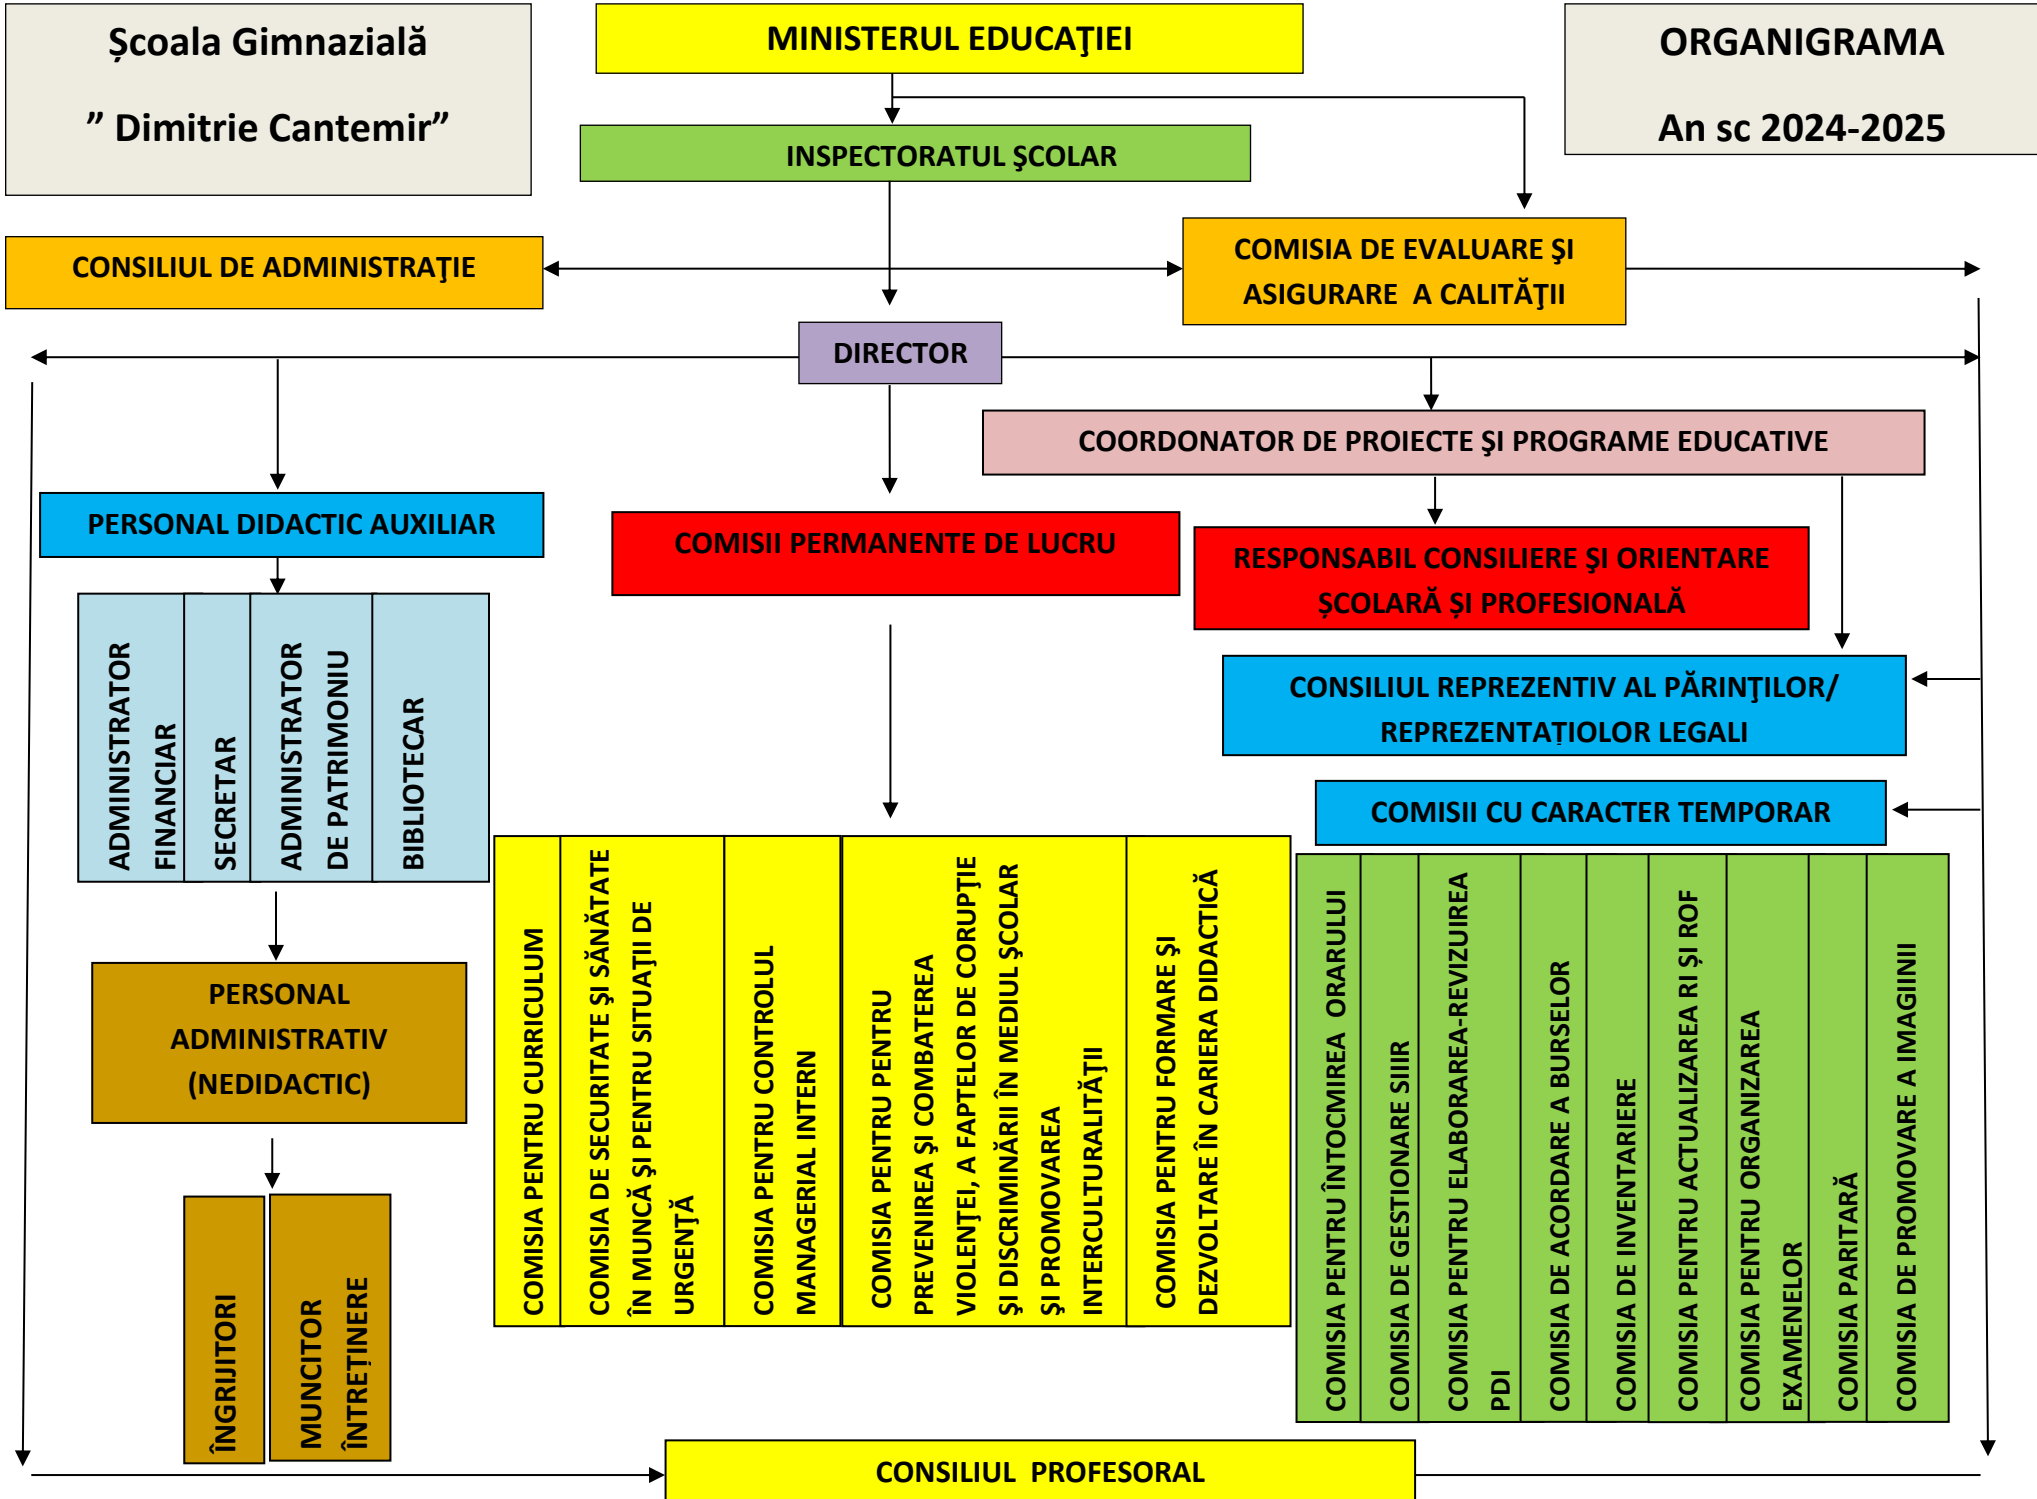 Școala Gimnazială
” Dimitrie Cantemir”
MINISTERUL EDUCAŢIEI
ORGANIGRAMA
An sc 2024-2025
INSPECTORATUL ŞCOLAR
CONSILIUL DE ADMINISTRAŢIE
COMISIA DE EVALUARE ŞI
ASIGURARE A CALITĂŢII
DIRECTOR
COORDONATOR DE PROIECTE ŞI PROGRAME EDUCATIVE
PERSONAL DIDACTIC AUXILIAR
COMISII PERMANENTE DE LUCRU
RESPONSABIL CONSILIERE ŞI ORIENTARE
ȘCOLARĂ ȘI PROFESIONALĂ
CONSILIUL REPREZENTIV AL PĂRINŢILOR/
REPREZENTAȚIOLOR LEGALI
COMISII CU CARACTER TEMPORAR
ADMINISTRATOR
FINANCIAR
SECRETAR
ADMINISTRATOR
DE PATRIMONIU
BIBLIOTECAR
PERSONAL
ADMINISTRATIV
(NEDIDACTIC)
ÎNGRIJITORI
MUNCITOR
ÎNTREȚINERE
COMISIA PENTRU CURRICULUM
COMISIA DE SECURITATE ŞI SĂNĂTATE
ÎN MUNCĂ ŞI PENTRU SITUAŢII DE
URGENŢĂ
COMISIA PENTRU CONTROLUL
MANAGERIAL INTERN
COMISIA PENTRU
PREVENIREA ŞI COMBATEREA
VIOLENŢEI, A FAPTELOR DE CORUPŢIE
ŞI DISCRIMINĂRII ÎN MEDIUL ŞCOLAR
ŞI PROMOVAREA
INTERCULTURALITĂŢII
COMISIA PENTRU FORMARE ŞI
DEZVOLTARE ÎN CARIERA DIDACTICĂ
COMISIA PENTRU ÎNTOCMIREA ORARULUI
COMISIA DE GESTIONARE SIIIR
COMISIA PENTRU ELABORAREA-REVIZUIREA
PDI
COMISIA DE ACORDARE A BURSELOR
COMISIA DE INVENTARIERE
COMISIA PENTRU ACTUALIZAREA RI ȘI ROF
COMISIA PENTRU ORGANIZAREA
EXAMENELOR
COMISIA PARITARĂ
COMISIA DE PROMOVARE A IMAGINII
CONSILIUL PROFESORAL